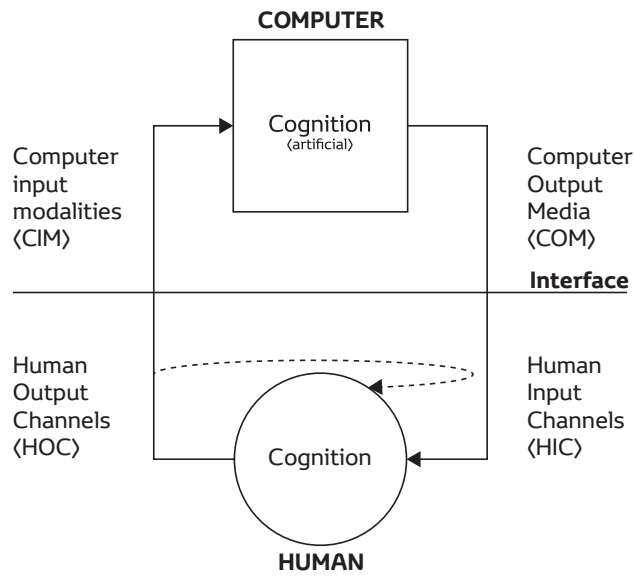 COMPUTER
Cognition
⟨artificial⟩
Computer
input
modalities
⟨CIM⟩
Computer
Output
Media
⟨COM⟩
Interface
Human
Output
Channels
⟨HOC⟩
Human
Input
Channels
⟨HIC⟩
Cognition
HUMAN